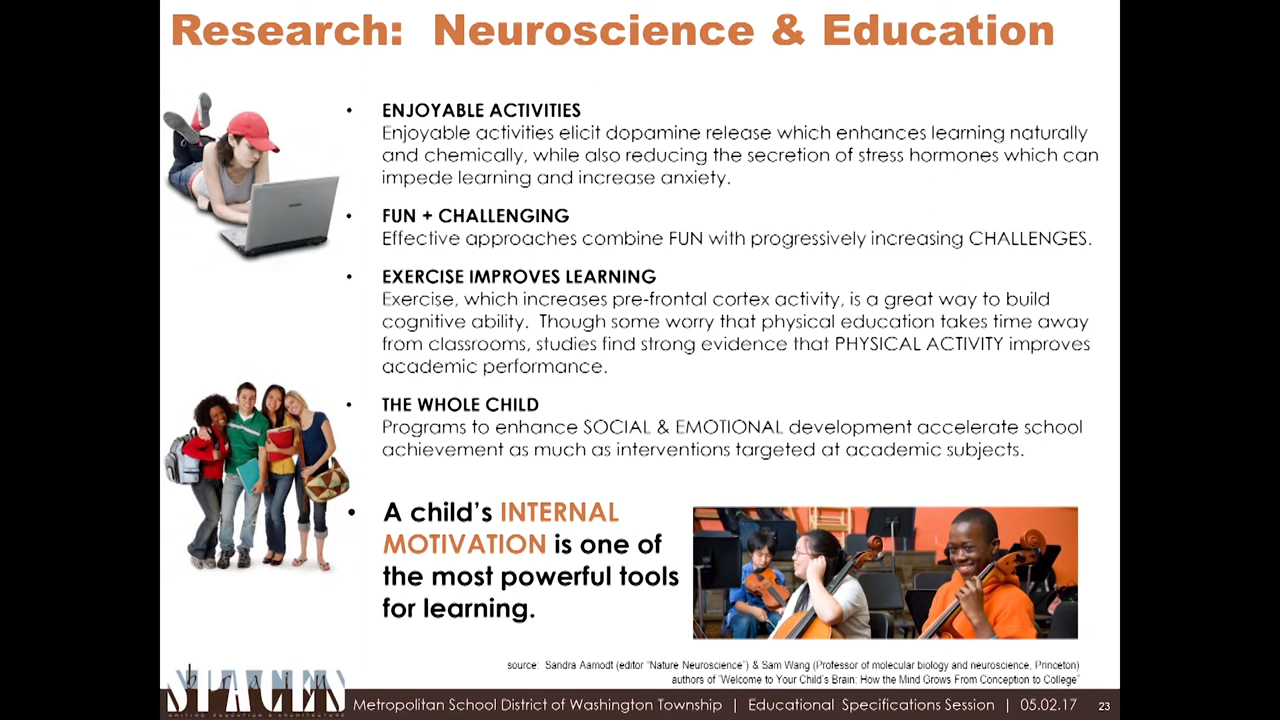 Research: Neuroscience & Education
• ENJOYABLE ACTIVITIES
Enjoyable activities elicit dopamine release which enhances learning naturally
and chemically, while also reducing the secretion of stress hormones which can
impede learning and increase anxiety.
• FUN + CHALLENGING
Effective approaches combine FUN with progressively increasing CHALLENGES.
• EXERCISE IMPROVES LEARNING
Exercise, which increases pre-frontal cortex activity, is a great way to build
cognitive ability. Though some worry that physical education takes time away
from classrooms, studies find strong evidence that PHYSICAL ACTIVITY improves
academic performance.
• THE WHOLE CHILD
Programs to enhance SOCIAL & EMOTIONAL development accelerate school
achievement as much as interventions targeted at academic subjects.
• A child's INTERNAL
MOTIVATION is one of
the most powerful tools
for learning.
source: Sandra Aamodt (editor "Nature Neuroscience") & Sam Wang (Professor of molecular biology and neuroscience, Princeton)
authors of "Welcome to Your Child's Brain: How the Mind Grows From Conception to College"
brain
SPACES
UNITING EDUCATION & ARCHITECTURE
Metropolitan School District of Washington Township | Educational Specifications Session | 05.02.17 23